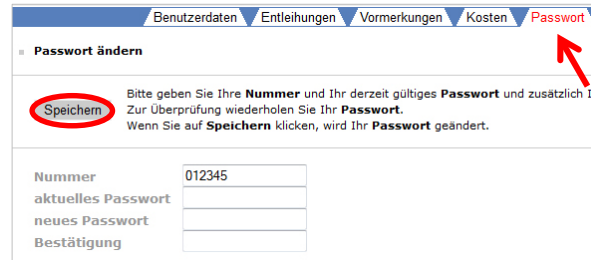 Benutzerdaten Entleihungen Vormerkungen Kosten Passwort
Passwort ändern
Bitte geben Sie Ihre Nummer und Ihr derzeit gültiges Passwort und zusätzlich
Speichern Zur Überprüfung wiederholen Sie Ihr Passwort.
Wenn Sie auf Speichern klicken, wird Ihr Passwort geändert.
Nummer 012345
aktuelles Passwort
neues Passwort
Bestätigung